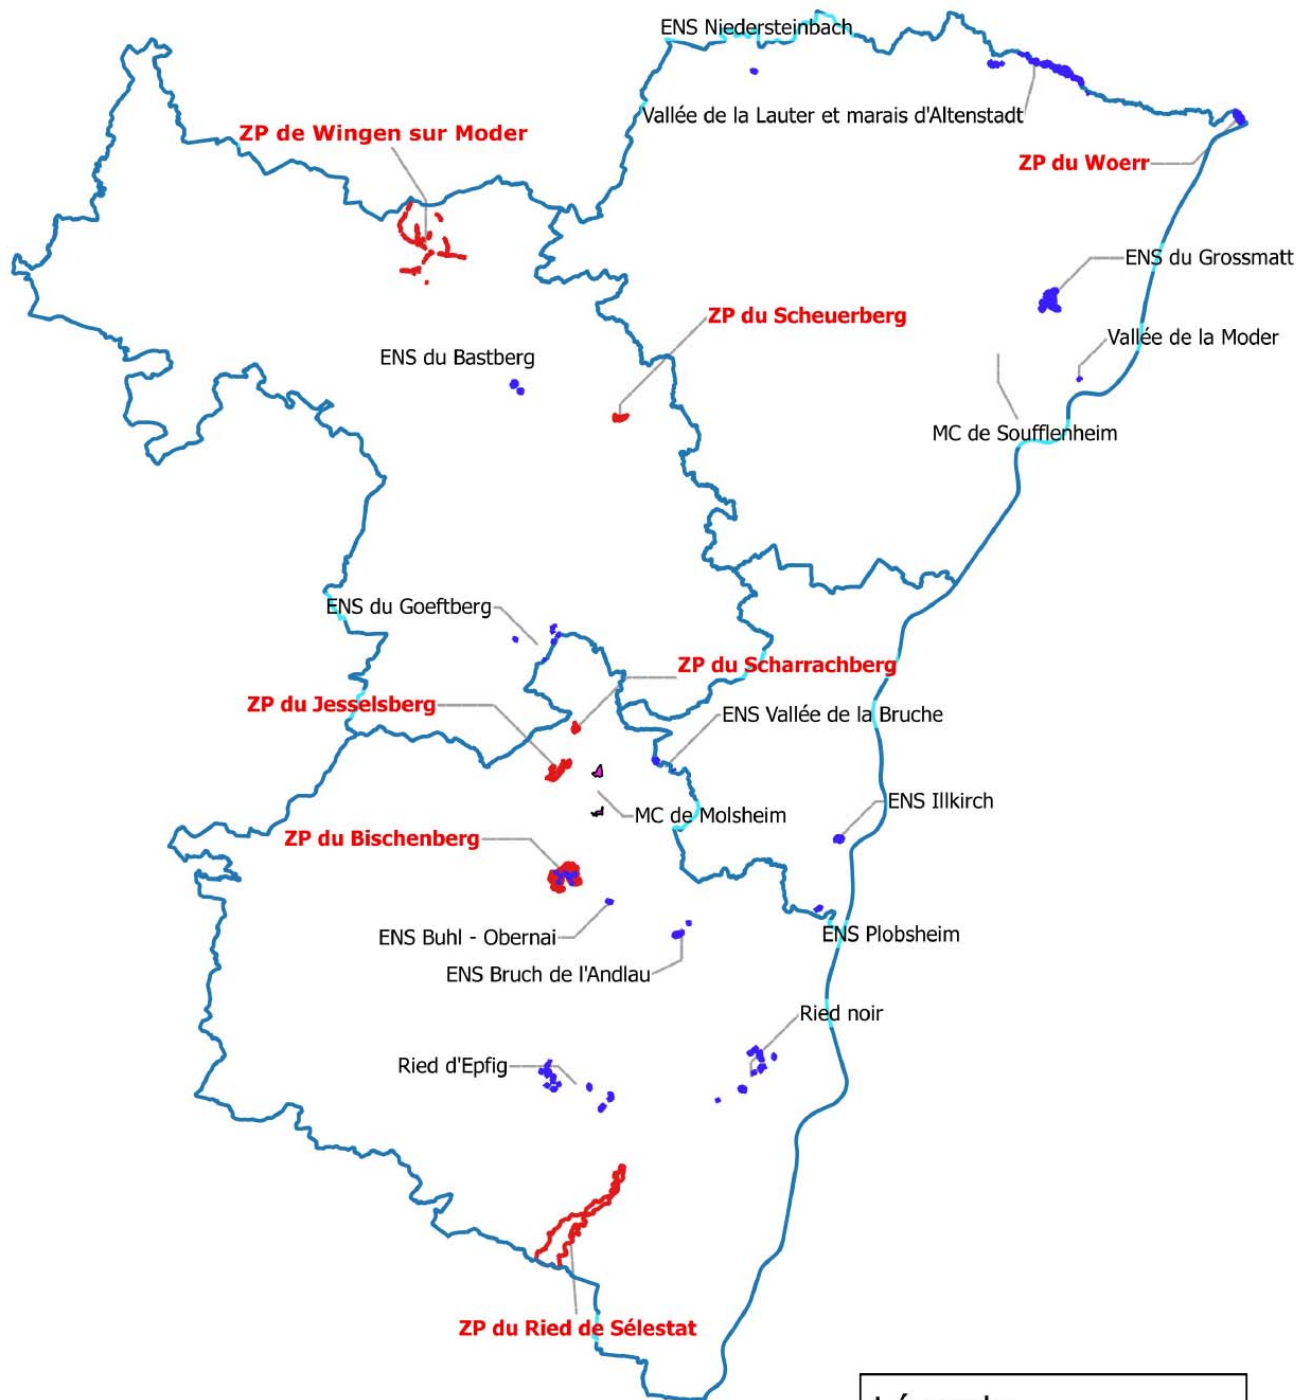 ENS Niedersteinbach
Vallée de la Lauter et marais d'Altenstadt
ZP de Wingen sur Moder
ZP du Woerr
ENS du Grossmatt
ZP du Scheuerberg
Vallée de la Moder
ENS du Bastberg
MC de Soufflenheim
ENS du Goeftberg
ZP du Scharrachberg
ZP du Jesselsberg
ENS Vallée de la Bruche
ENS Illkirch
MC de Molsheim
ZP du Bischenberg
ENS Buhl - Obernai
ENS Plobsheim
ENS Bruch de l'Andlau
Ried noir
Ried d'Epfig
ZP du Ried de Sélestat